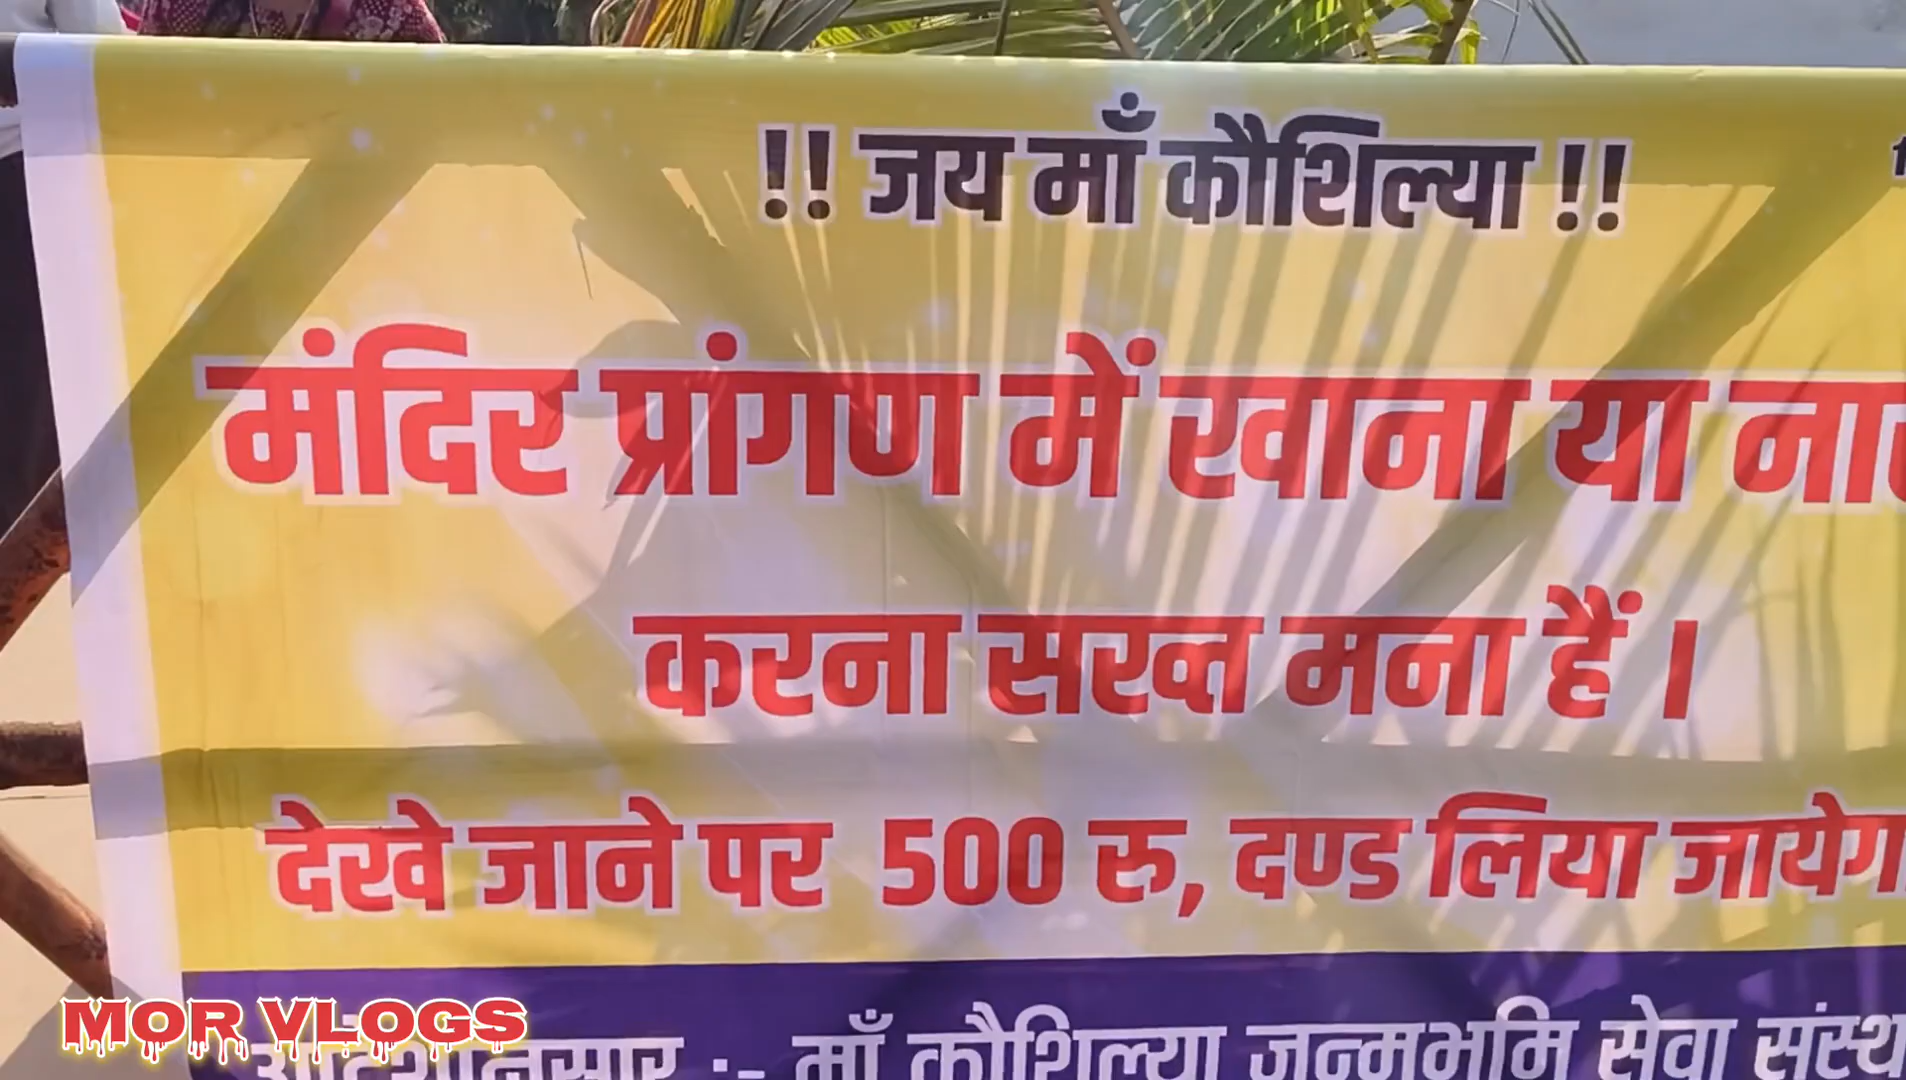 !! जय माँ कौशिल्या !!
मंदिर प्रांगण में खाना या
करना सख्त मना हैं ।
देखे जाने पर 500 रु, दण्ड लिया जायेगा
MOR VLOGS
:- माँ कौशिल्या जन्मभूमि सेवा